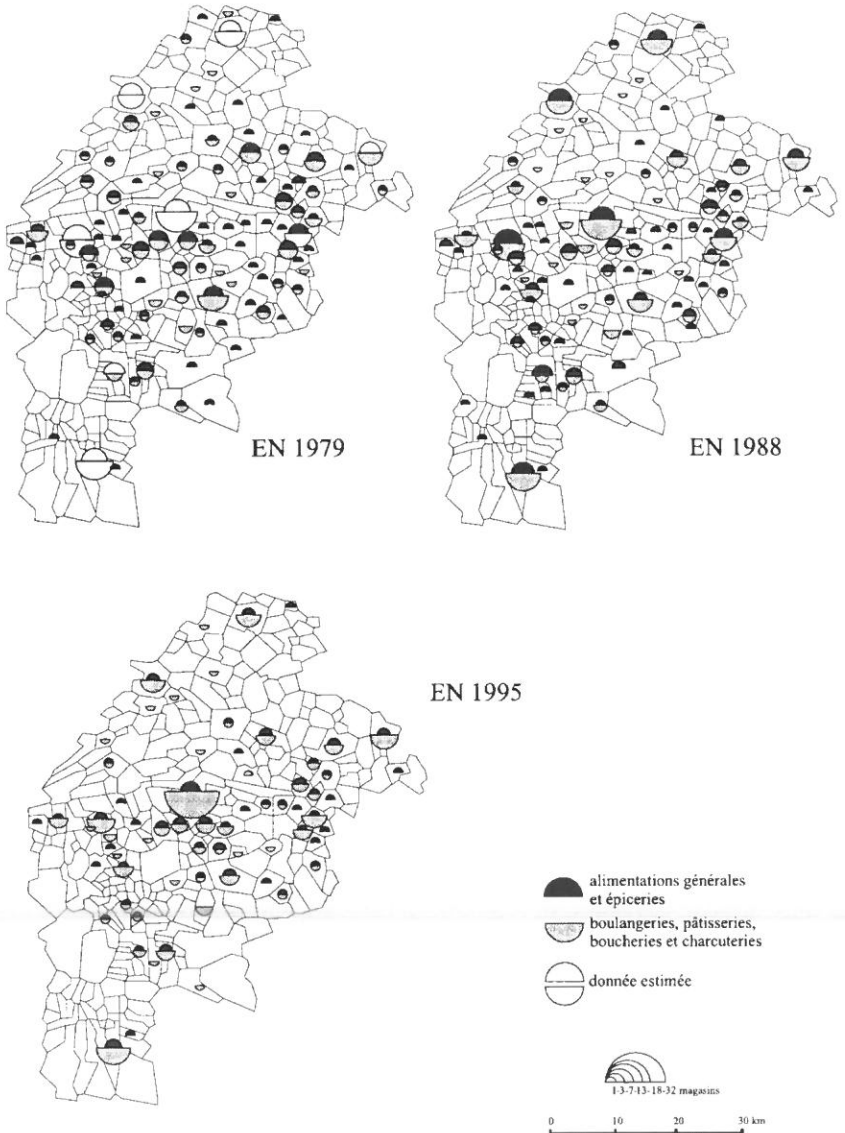 EN 1979
EN 1988
EN 1995
alimentations générales
et épiceries
boulangeries, pâtisseries,
boucheries et charcuteries
donnée estimée
1-3-7-13-18-32 magasins
0 10 20 30 km